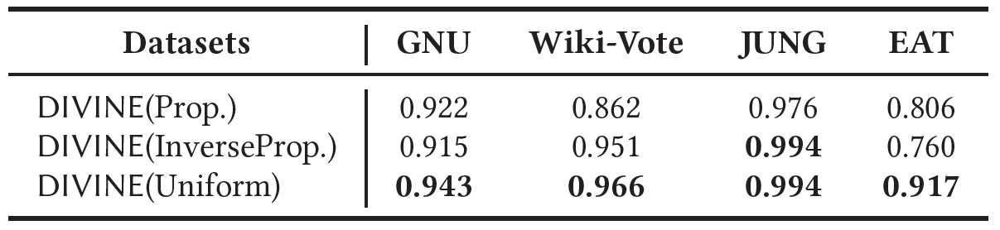 Datasets GNU Wiki-Vote JUNG EAT
DIVINE(Prop.) 0.922 0.862 0.976 0.806
DIVINE(InverseProp.) 0.915 0.951 0.994 0.760
DIVINE(Uniform) 0.943 0.966 0.994 0.917